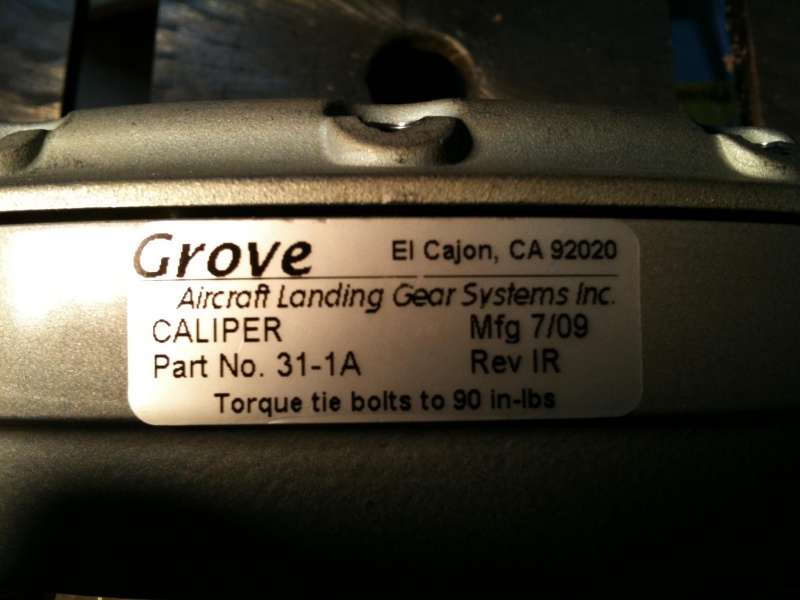 Grove El Cajon, CA 92020
Aircraft Landing Gear Systems Inc.
CALIPER Mfg 7/09
Part No. 31-1A Rev IR
Torque tie bolts to 90 in-lbs